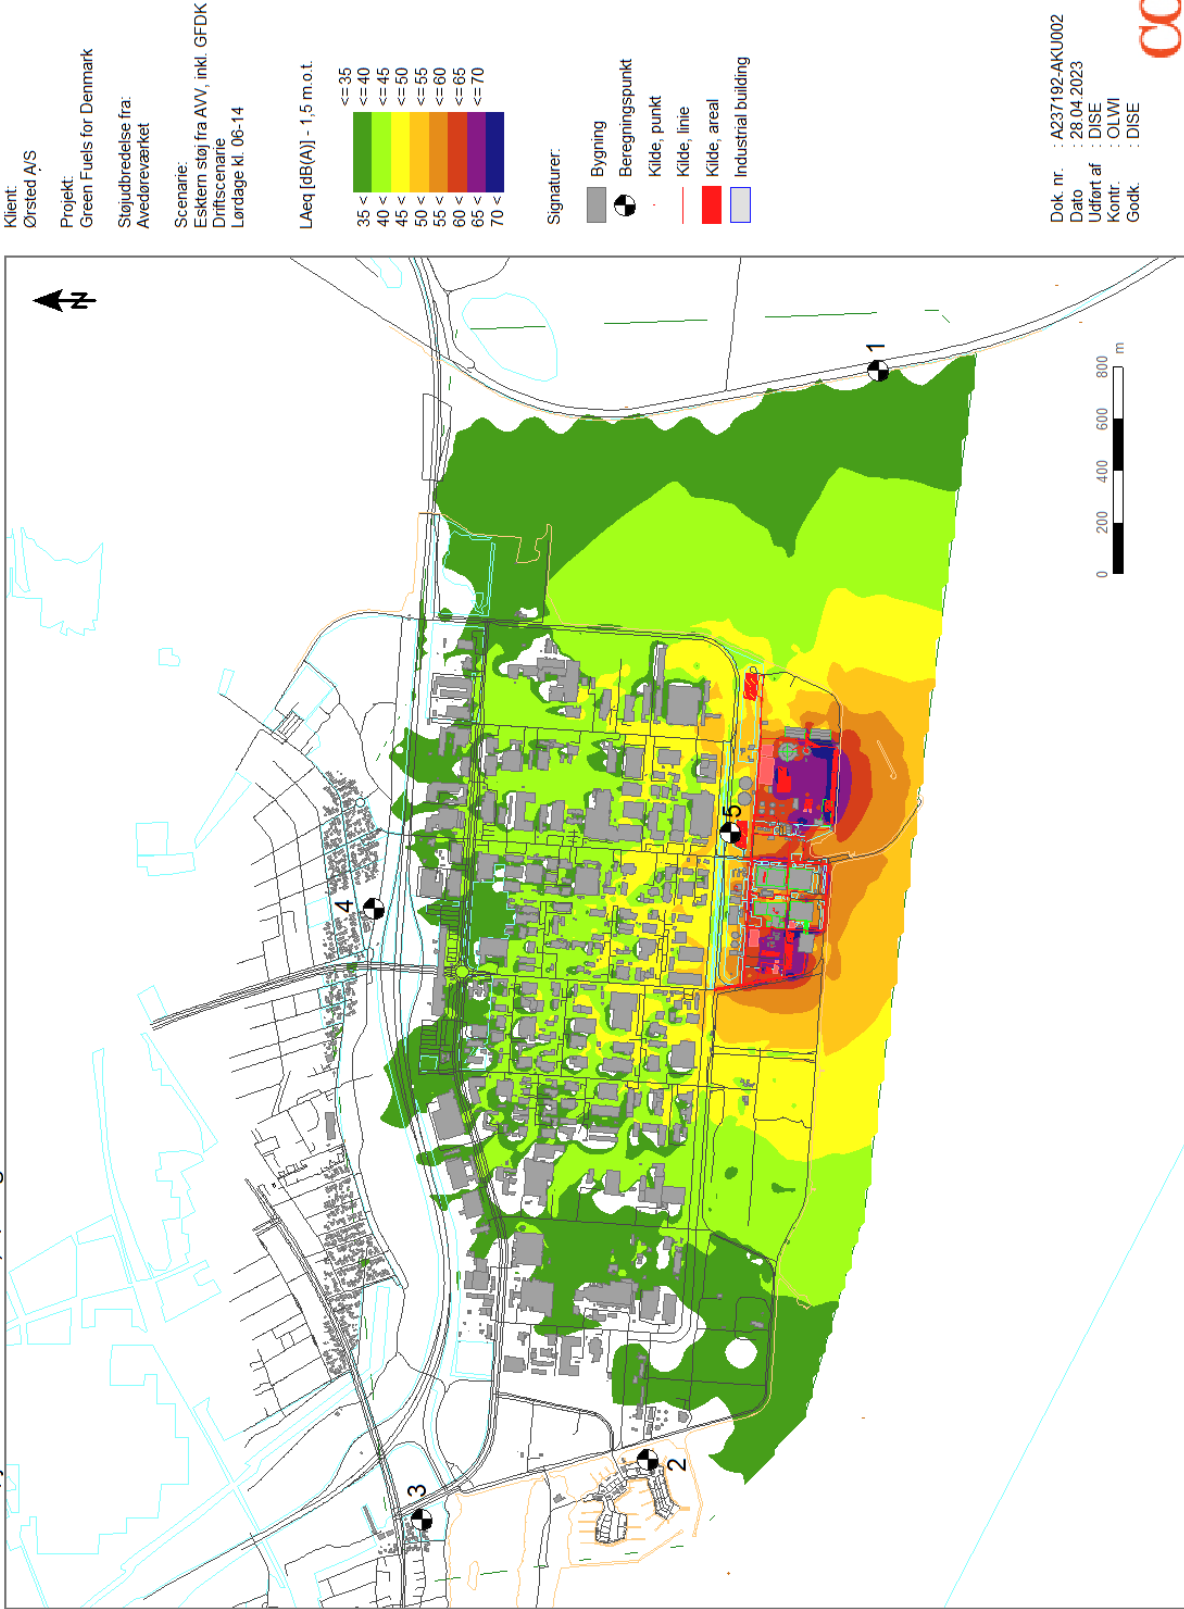 Klient:
Ørsted A/S
Projekt:
Green Fuels for Denmark
Støjudbredelse fra:
Avedøreværket
Scenarie:
Esktern støj fra AVV, inkl. GFDK
Driftscenarie
Lørdage kl. 06-14
LAeq [dB(A)] - 1,5 m.o.t.
<= 35
35 < <= 40
40 < <= 45
45 < <= 50
50 < <= 55
55 < <= 60
60 < <= 65
65 < <= 70
70 <
Signaturer:
Bygning
Beregningspunkt
Kilde, punkt
Kilde, linie
Kilde, areal
Industrial building
Dok. nr. : A237192-AKU002
Dato : 28.04.2023
Udført af : DISE
Kontr. : OLWI
Godk. : DISE
N
1
2
3
4
5
0 200 400 600 800
m